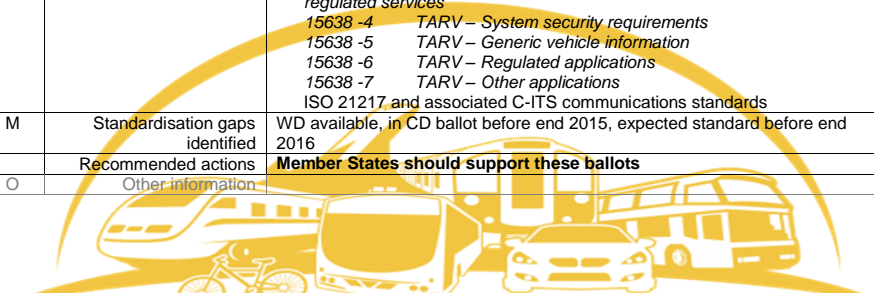 regulated services
15638 -4 TARV – System security requirements
15638 -5 TARV – Generic vehicle information
15638 -6 TARV – Regulated applications
15638 -7 TARV – Other applications
ISO 21217 and associated C-ITS communications standards
M Standardisation gaps identified WD available, in CD ballot before end 2015, expected standard before end 2016
Recommended actions Member States should support these ballots
O Other information